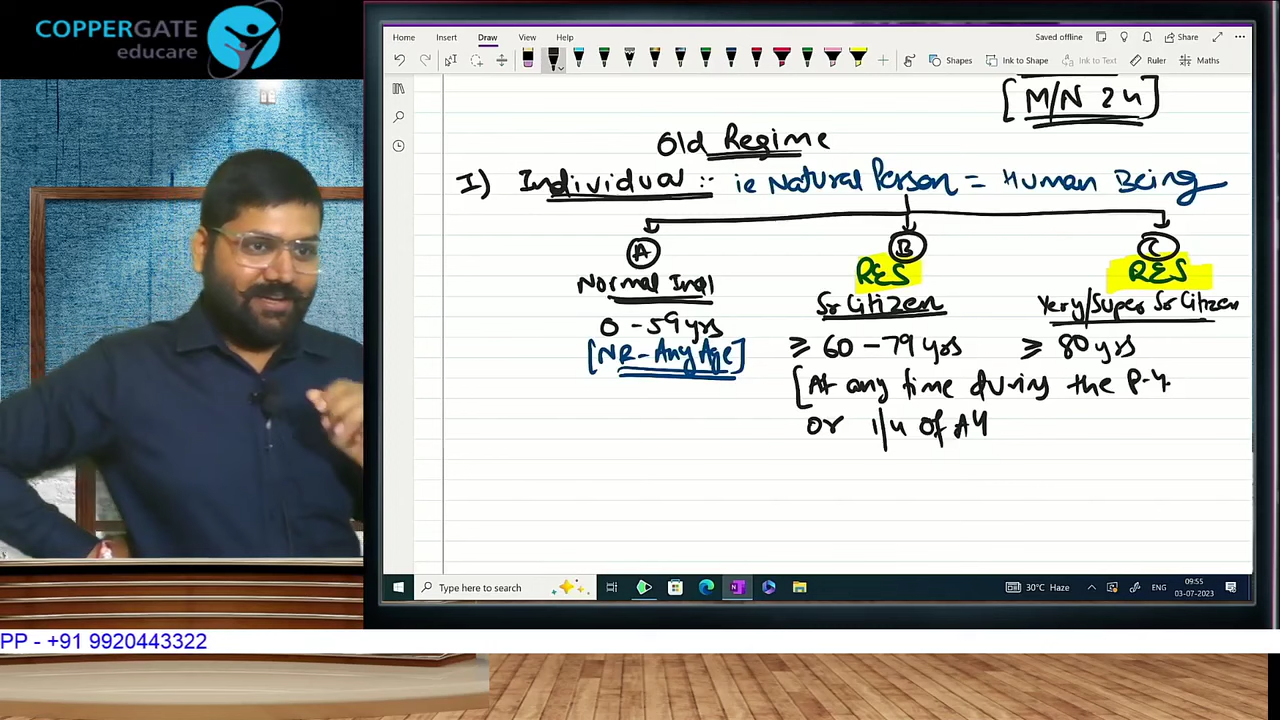 COPPERGATE
educare
Home Insert Draw View Help
Saved offline
Share
Shapes
Ink to Shape
Ink to Text
Ruler
Maths
[M/N 24]
Old Regime
I) Individual :- ie Natural Person = Human Being
A B C
RES RES
Normal Indl Sr Citizen Very/Super Sr Citizen
0 - 59 yrs ≥ 60 - 79 yrs ≥ 80 yrs
[NR - Any Age]
[At any time during the P.Y.
or 1/4 of AY
Type here to search
30°C Haze
ENG
09:55
03-07-2023
PP - +91 9920443322